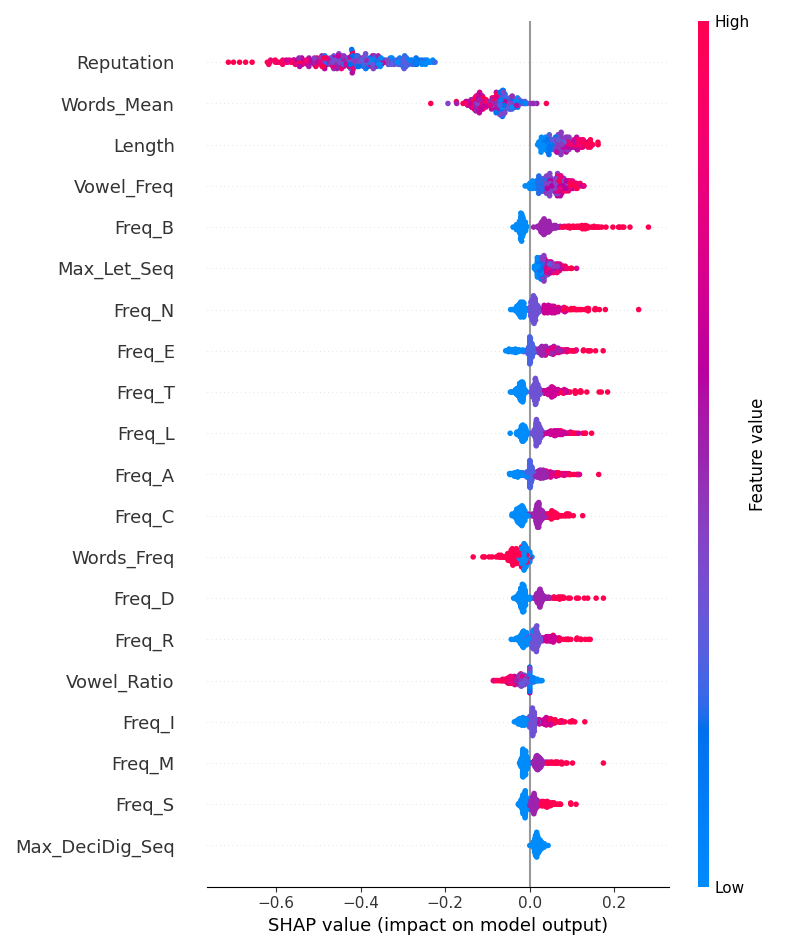 High
Reputation
Words_Mean
Length
Vowel_Freq
Freq_B
Max_Let_Seq
Freq_N
Freq_E
Freq_T
Freq_L
Freq_A
Freq_C
Words_Freq
Freq_D
Freq_R
Vowel_Ratio
Freq_I
Freq_M
Freq_S
Max_DeciDig_Seq
Feature value
Low
−0.6 −0.4 −0.2 0.0 0.2
SHAP value (impact on model output)